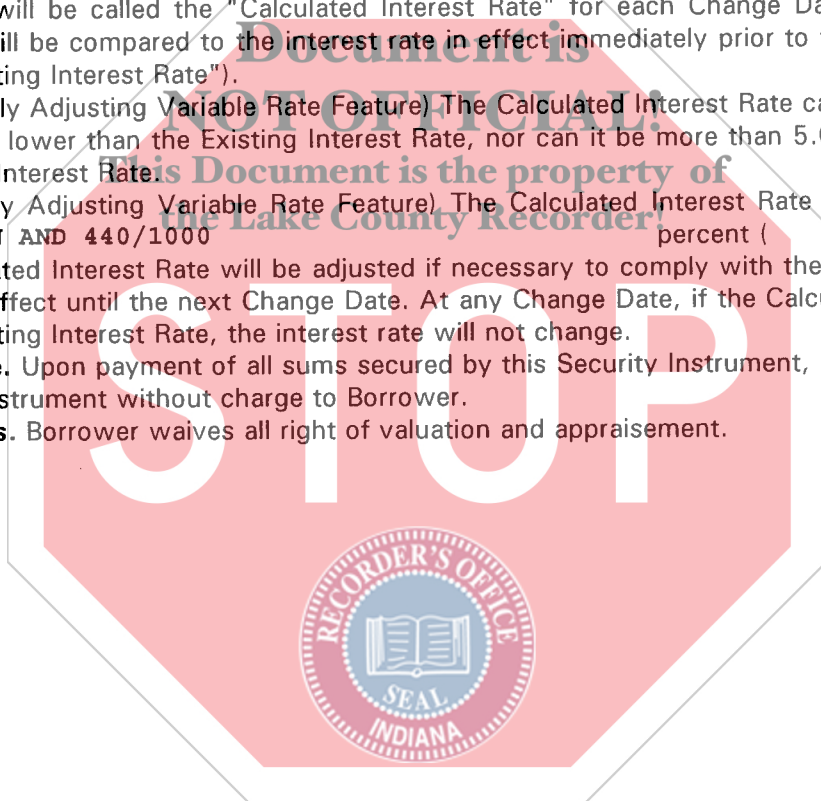 will be called the "Calculated Interest Rate" for each Change Da
ill be compared to the interest rate in effect immediately prior to
ting Interest Rate").
ly Adjusting Variable Rate Feature) The Calculated Interest Rate ca
lower than the Existing Interest Rate, nor can it be more than 5.
Interest Rate.
y Adjusting Variable Rate Feature) The Calculated Interest Rate
AND 440/1000 percent (
ted Interest Rate will be adjusted if necessary to comply with the
ffect until the next Change Date. At any Change Date, if the Calc
ting Interest Rate, the interest rate will not change.
. Upon payment of all sums secured by this Security Instrument,
strument without charge to Borrower.
s. Borrower waives all right of valuation and appraisement.
Document is
NOT OFFICIAL!
This Document is the property of
the Lake County Recorder!
STOP
RECORDER'S OFFICE
SEAL
INDIANA